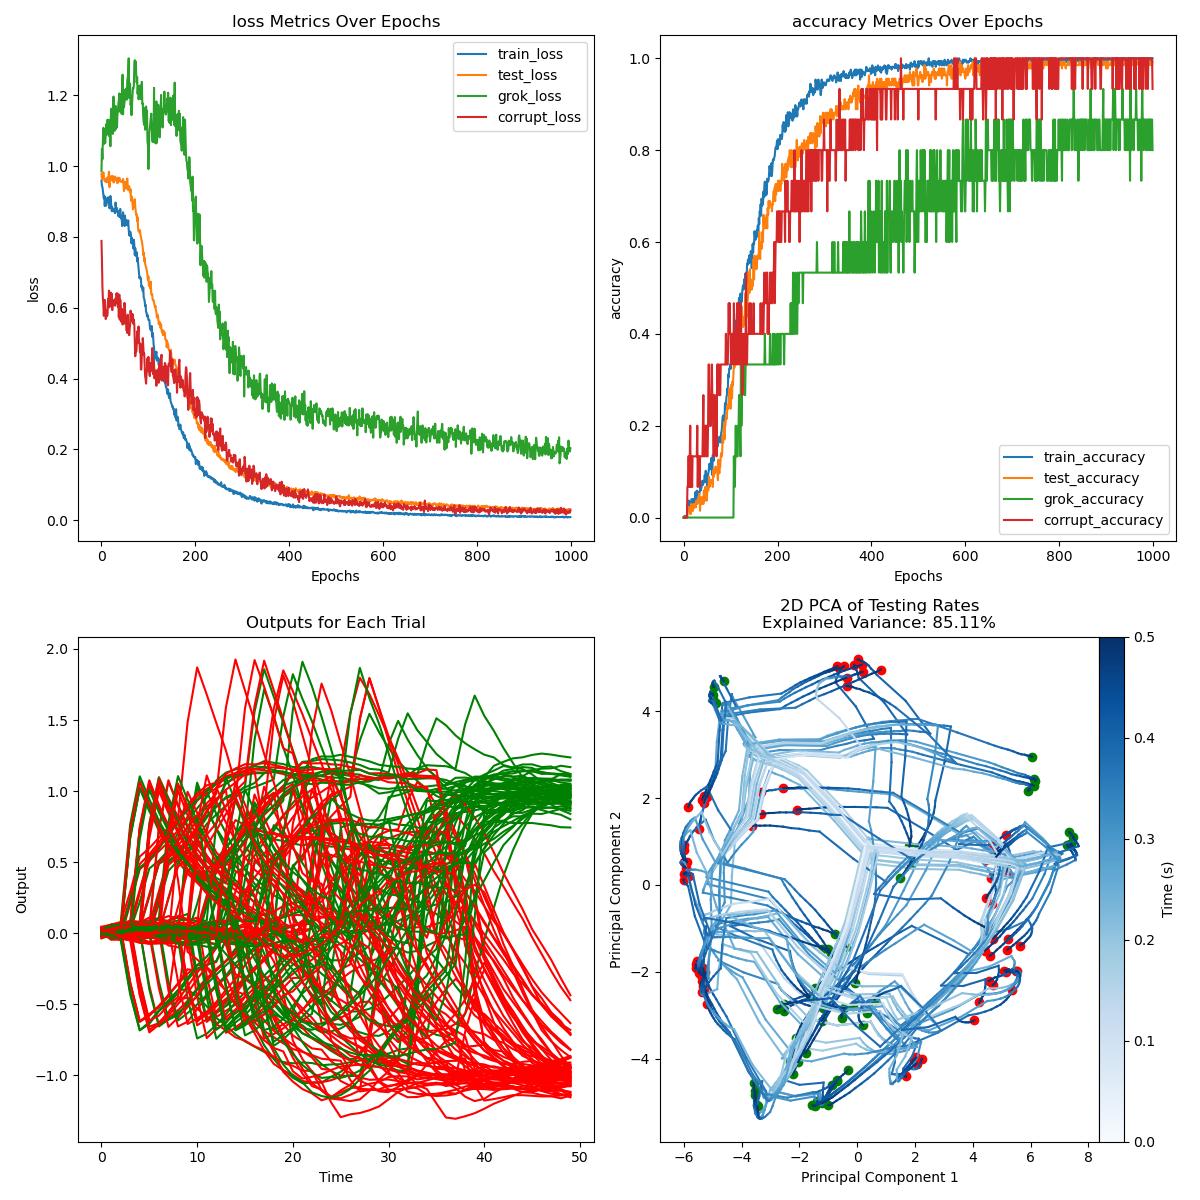 loss Metrics Over Epochs
loss
1.2
1.0
0.8
0.6
0.4
0.2
0.0
0 200 400 600 800 1000
Epochs
train_loss
test_loss
grok_loss
corrupt_loss
accuracy Metrics Over Epochs
accuracy
1.0
0.8
0.6
0.4
0.2
0.0
0 200 400 600 800 1000
Epochs
train_accuracy
test_accuracy
grok_accuracy
corrupt_accuracy
Outputs for Each Trial
Output
2.0
1.5
1.0
0.5
0.0
−0.5
−1.0
0 10 20 30 40 50
Time
2D PCA of Testing Rates
Explained Variance: 85.11%
Principal Component 2
4
2
0
−2
−4
−6 −4 −2 0 2 4 6 8
Principal Component 1
0.5
0.4
0.3
0.2
0.1
0.0
Time (s)